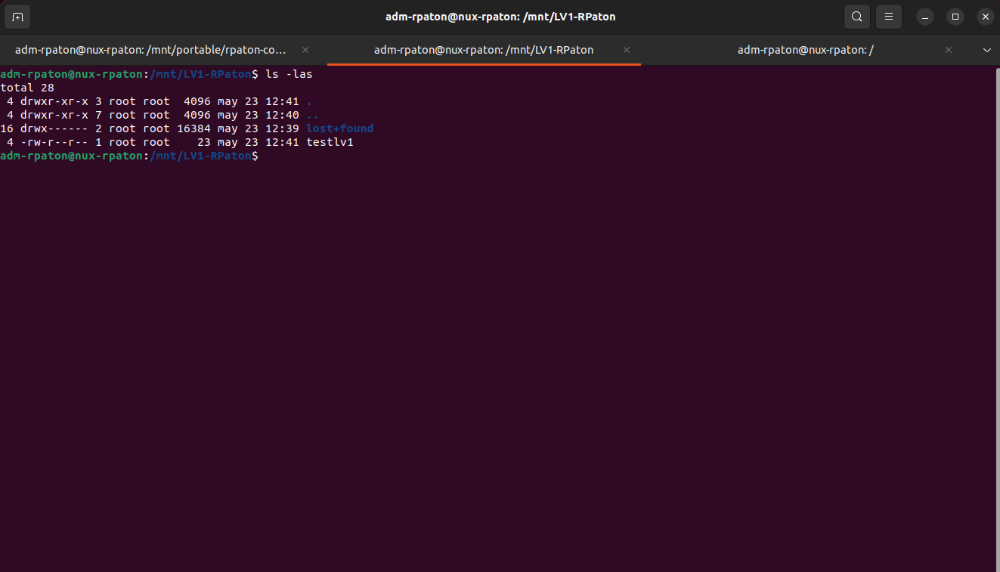 adm-rpaton@nux-rpaton: /mnt/LV1-RPaton
adm-rpaton@nux-rpaton: /mnt/portable/rpaton-co...
adm-rpaton@nux-rpaton: /mnt/LV1-RPaton
adm-rpaton@nux-rpaton: /
adm-rpaton@nux-rpaton:/mnt/LV1-RPaton$ ls -las
total 28
 4 drwxr-xr-x 3 root root  4096 may 23 12:41 .
 4 drwxr-xr-x 7 root root  4096 may 23 12:40 ..
16 drwx------ 2 root root 16384 may 23 12:39 lost+found
 4 -rw-r--r-- 1 root root    23 may 23 12:41 testlv1
adm-rpaton@nux-rpaton:/mnt/LV1-RPaton$